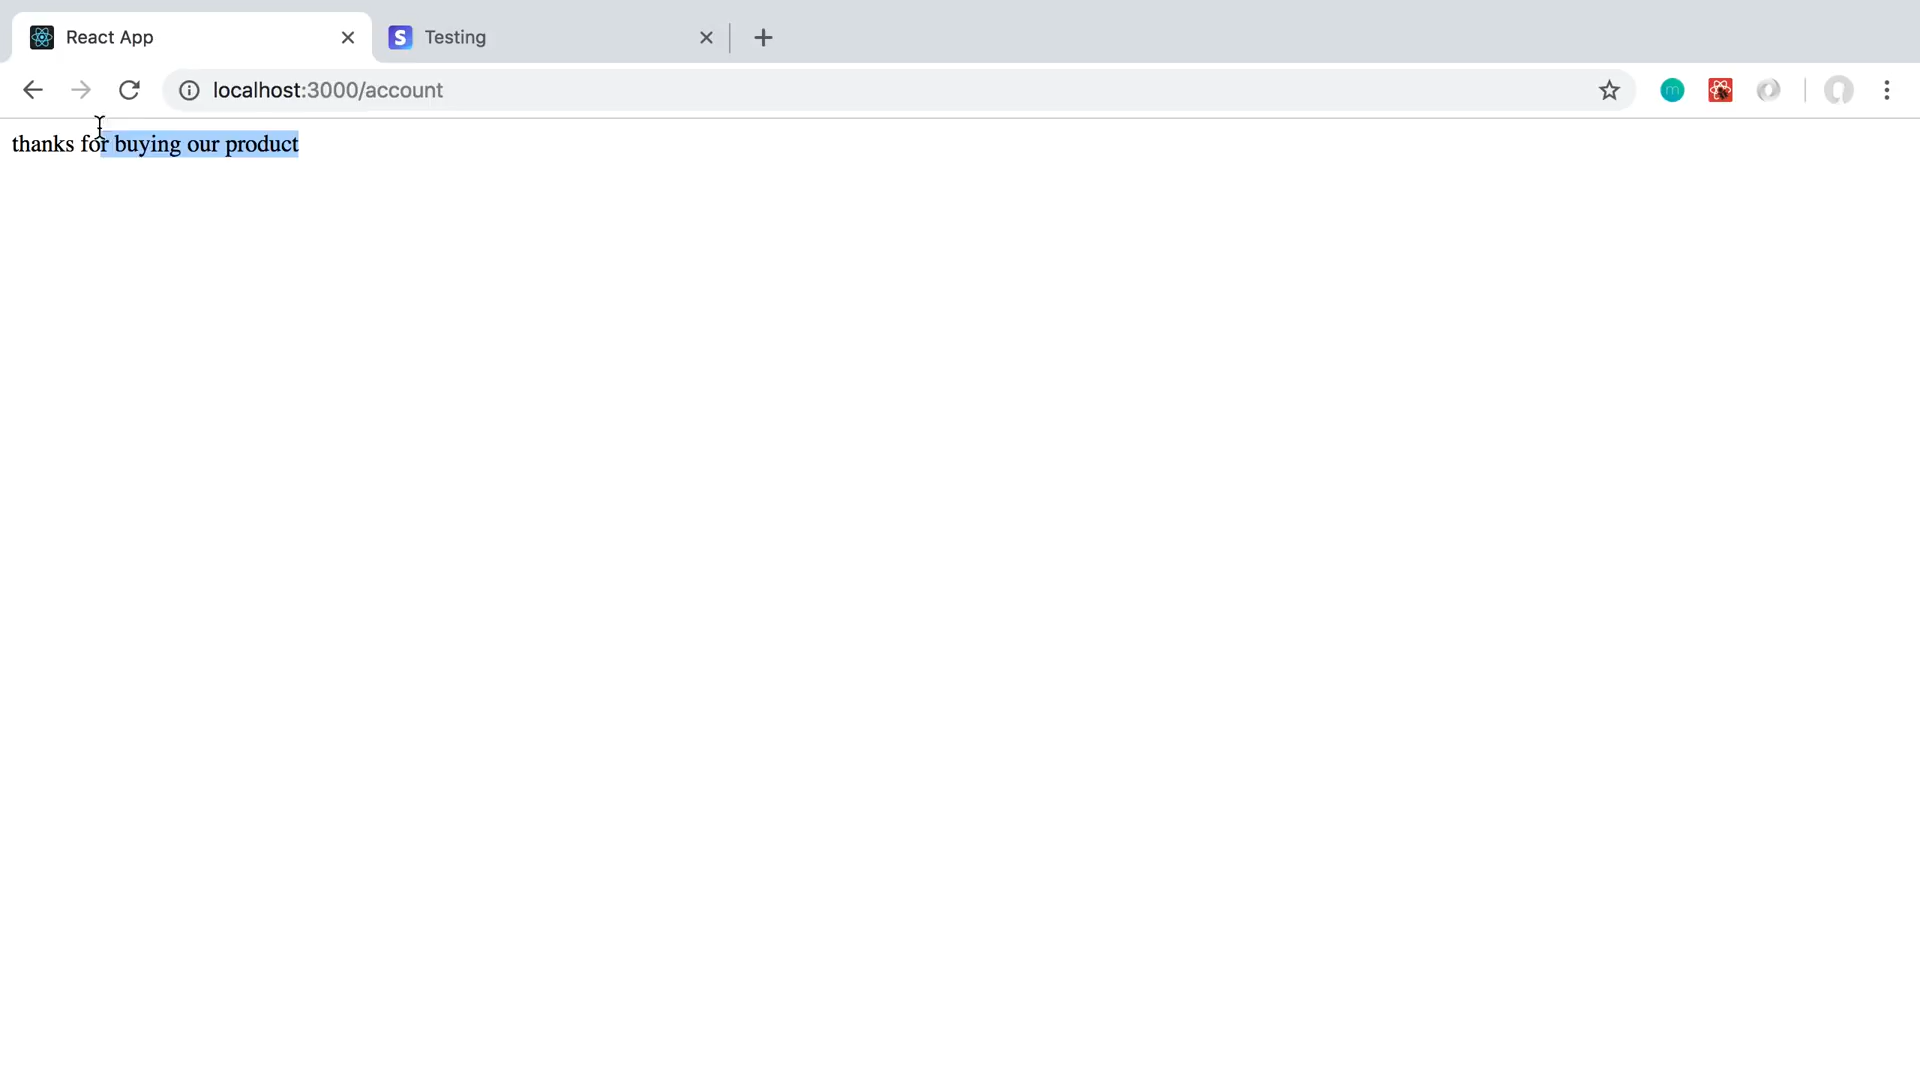 React App
S Testing
localhost:3000/account
m
thanks for buying our product